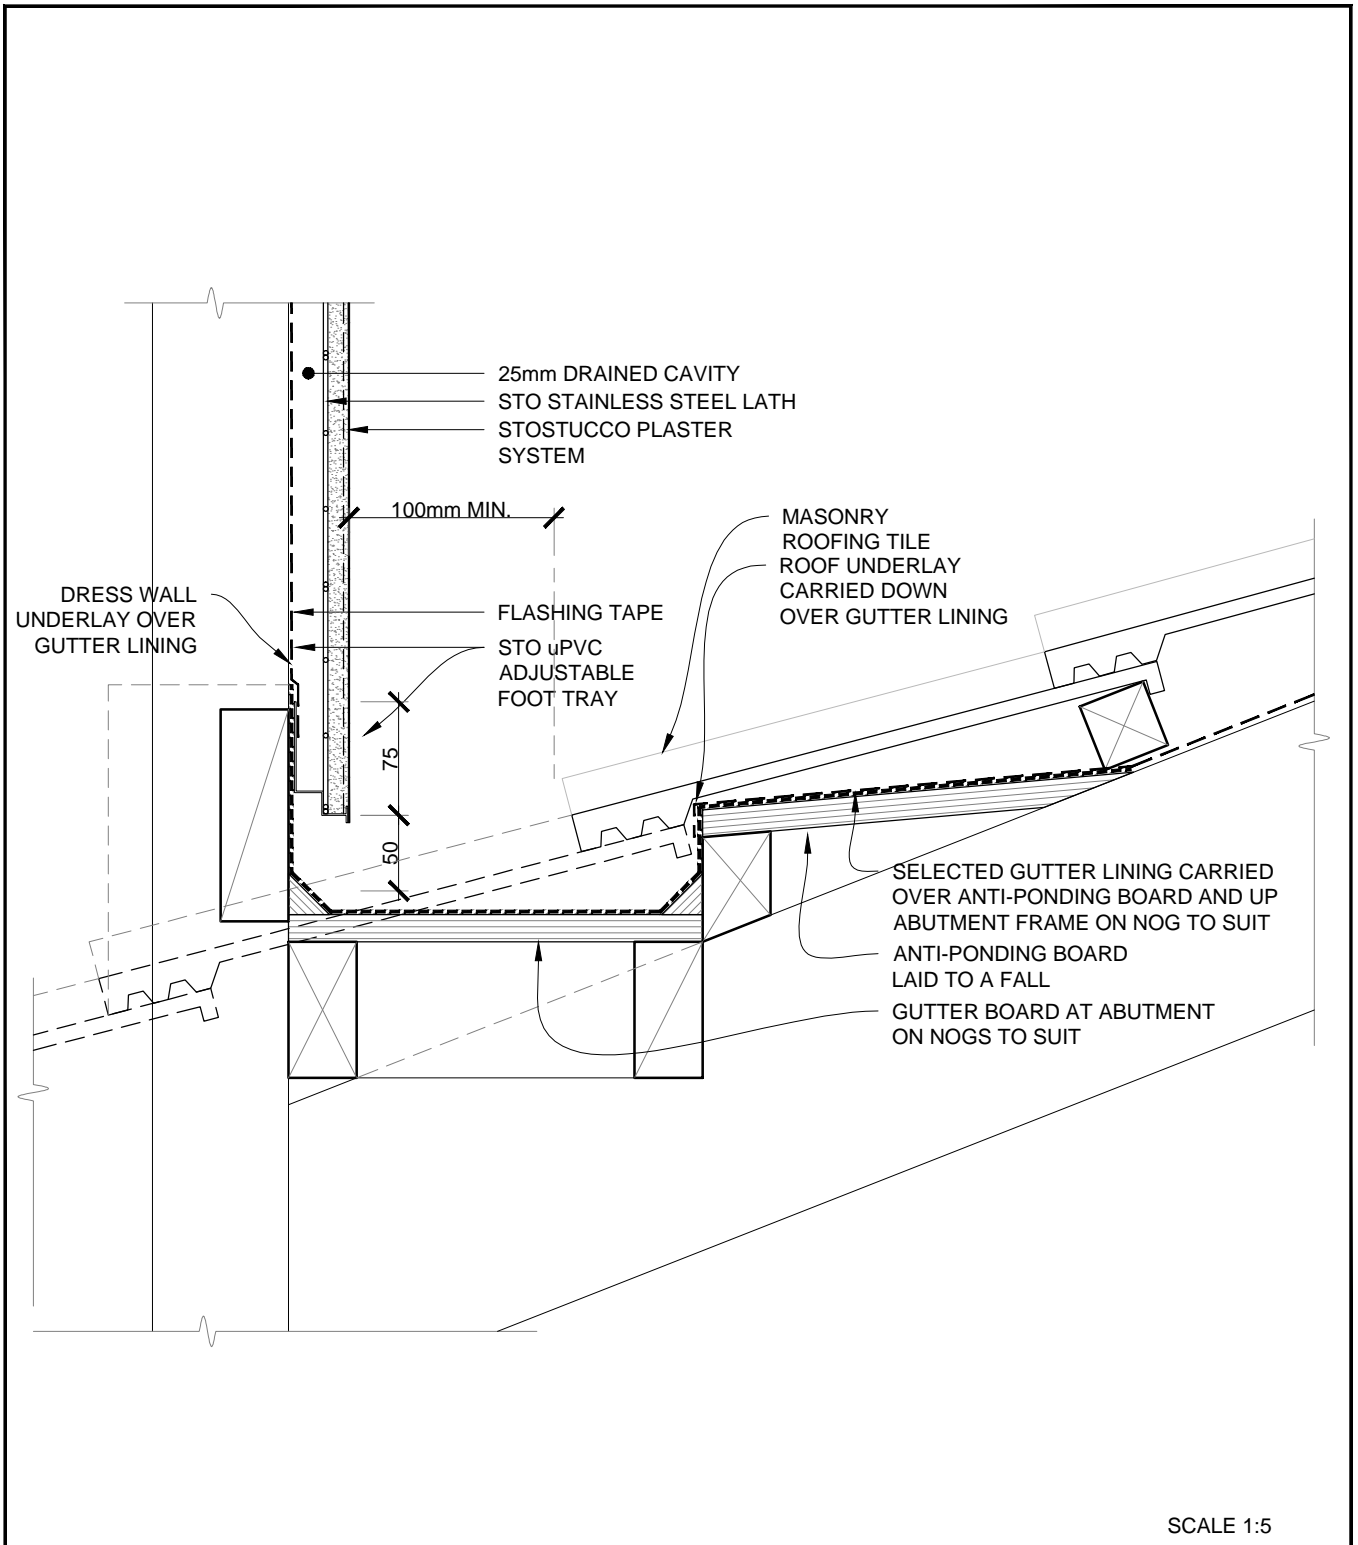 25mm DRAINED CAVITY
STO STAINLESS STEEL LATH
STOSTUCCO PLASTER
SYSTEM
100mm MIN.
MASONRY
ROOFING TILE
ROOF UNDERLAY
CARRIED DOWN
OVER GUTTER LINING
DRESS WALL
UNDERLAY OVER
GUTTER LINING
FLASHING TAPE
STO uPVC
ADJUSTABLE
FOOT TRAY
75
50
SELECTED GUTTER LINING CARRIED
OVER ANTI-PONDING BOARD AND UP
ABUTMENT FRAME ON NOG TO SUIT
ANTI-PONDING BOARD
LAID TO A FALL
GUTTER BOARD AT ABUTMENT
ON NOGS TO SUIT
SCALE 1:5